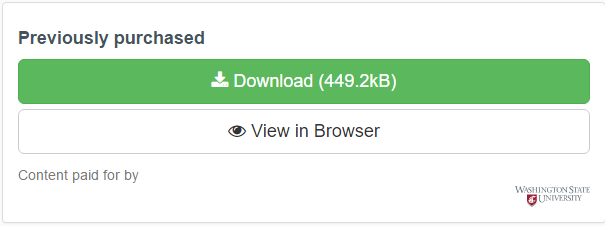 Previously purchased
Download (449.2kB)
View in Browser
Content paid for by
WASHINGTON STATE
UNIVERSITY